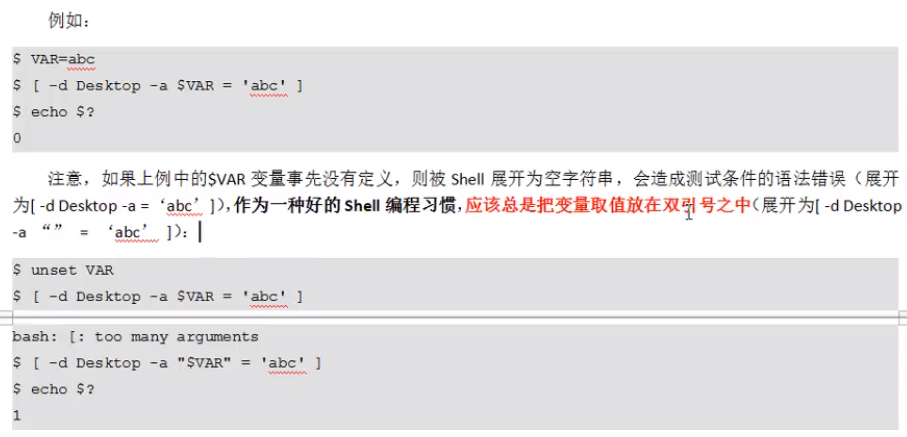 例如：
$ VAR=abc
$ [ -d Desktop -a $VAR = 'abc' ]
$ echo $?
0
注意，如果上例中的$VAR 变量事先没有定义，则被 Shell 展开为空字符串，会造成测试条件的语法错误（展开
为[ -d Desktop -a =‘abc’]），作为一种好的 Shell 编程习惯，应该总是把变量取值放在双引号之中（展开为[ -d Desktop
-a “” = ‘abc’ ]）：
$ unset VAR
$ [ -d Desktop -a $VAR = 'abc' ]
bash: [: too many arguments
$ [ -d Desktop -a "$VAR" = 'abc' ]
$ echo $?
1